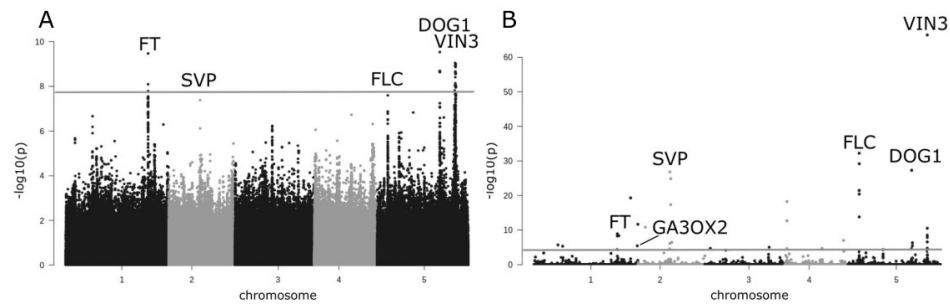 A
DOG1
FT
VIN3
SVP
FLC
-log10(p)
10
8
6
4
2
0
1
2
3
4
5
chromosome
B
VIN3
FLC
SVP
DOG1
FT
GA3OX2
-log10(p)
60
50
40
30
20
10
0
1
2
3
4
5
chromosome